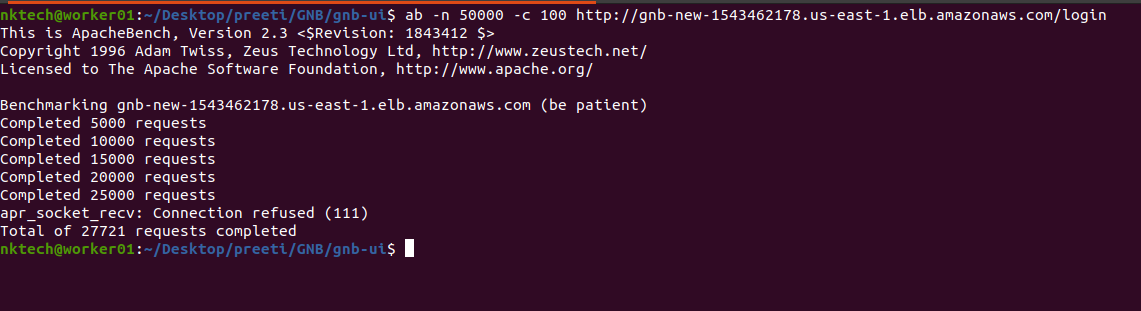 nktech@worker01:~/Desktop/preeti/GNB/gnb-ui$ ab -n 50000 -c 100 http://gnb-new-1543462178.us-east-1.elb.amazonaws.com/login
This is ApacheBench, Version 2.3 <$Revision: 1843412 $>
Copyright 1996 Adam Twiss, Zeus Technology Ltd, http://www.zeustech.net/
Licensed to The Apache Software Foundation, http://www.apache.org/

Benchmarking gnb-new-1543462178.us-east-1.elb.amazonaws.com (be patient)
Completed 5000 requests
Completed 10000 requests
Completed 15000 requests
Completed 20000 requests
Completed 25000 requests
apr_socket_recv: Connection refused (111)
Total of 27721 requests completed
nktech@worker01:~/Desktop/preeti/GNB/gnb-ui$